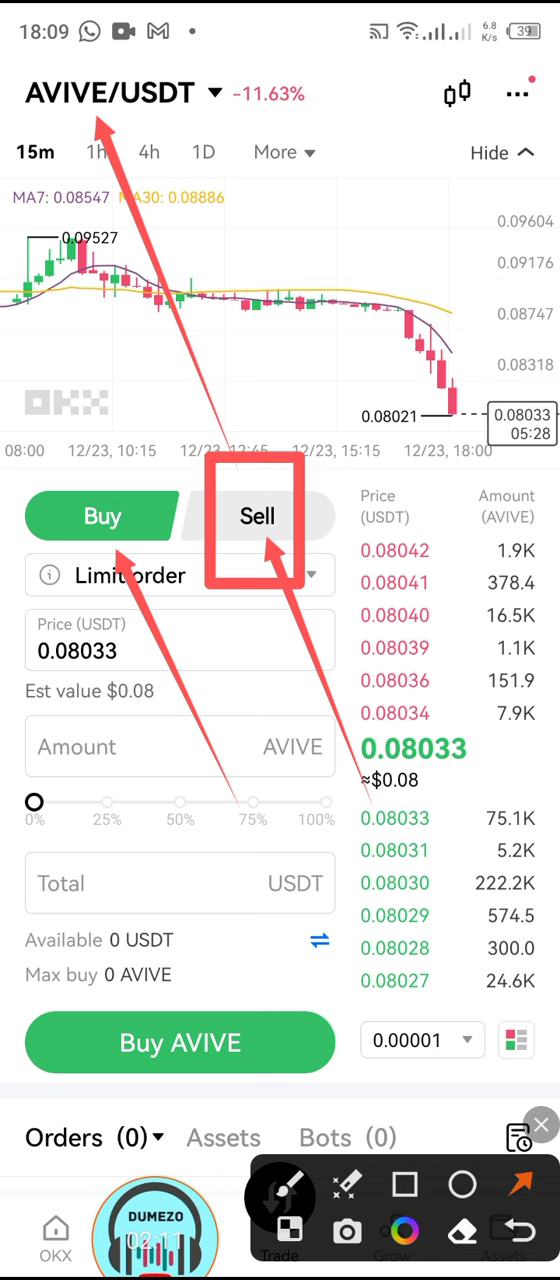 18:09 6.8 K/s 39
AVIVE/USDT -11.63%
15m 1h 4h 1D More Hide
MA7: 0.08547 MA30: 0.08886
0.09604
0.09527
0.09176
0.08747
0.08318
OKX
0.08021 0.08033
05:28
08:00 12/23, 10:15 12/23, 12:45 12/23, 15:15 12/23, 18:00
Buy Sell
Limit order
Price (USDT)
0.08033
Est value $0.08
Amount AVIVE
0% 25% 50% 75% 100%
Total USDT
Available 0 USDT
Max buy 0 AVIVE
Buy AVIVE
Price Amount
(USDT) (AVIVE)
0.08042 1.9K
0.08041 378.4
0.08040 16.5K
0.08039 1.1K
0.08036 151.9
0.08034 7.9K
0.08033
≈$0.08
0.08033 75.1K
0.08031 5.2K
0.08030 222.2K
0.08029 574.5
0.08028 300.0
0.08027 24.6K
0.00001
Orders (0) Assets Bots (0)
DUMEZO
02:11
OKX Trade Grow Assets